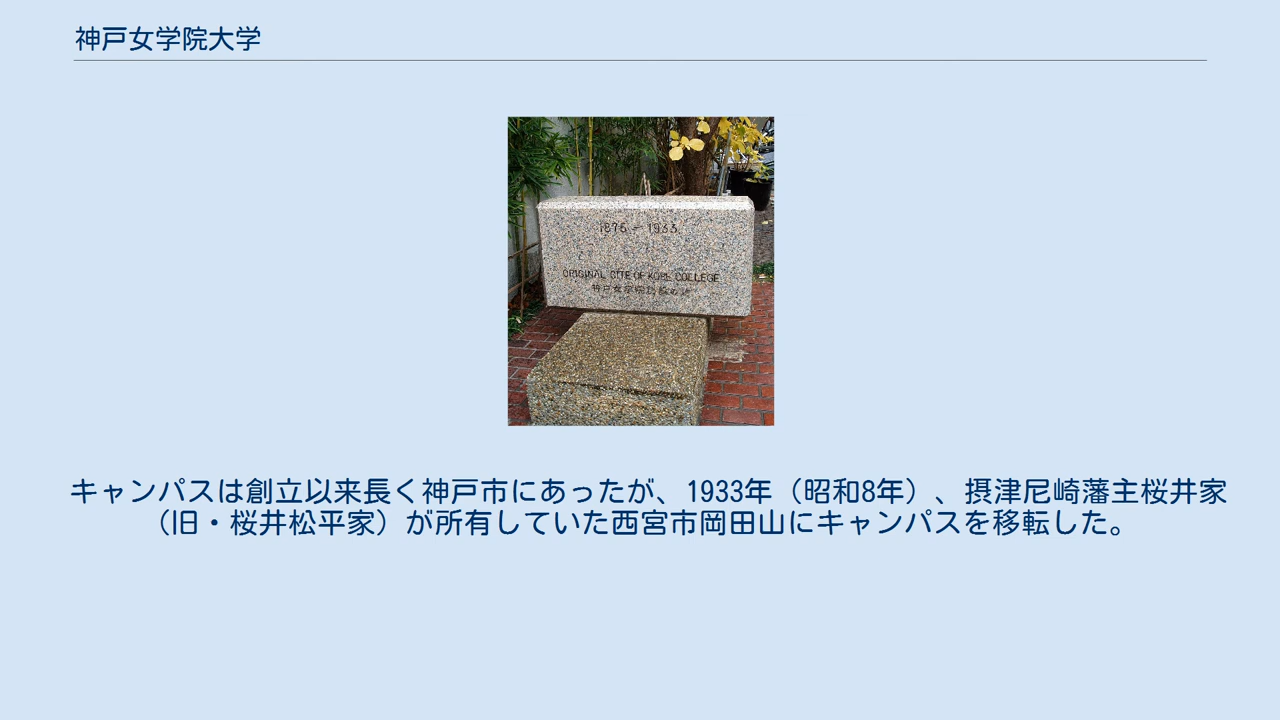 神戸女学院大学
1876 - 1933
ORIGINAL CITE OF KOBE COLLEGE
キャンパスは創立以来長く神戸市にあったが、1933年（昭和8年）、摂津尼崎藩主桜井家
（旧・桜井松平家）が所有していた西宮市岡田山にキャンパスを移転した。